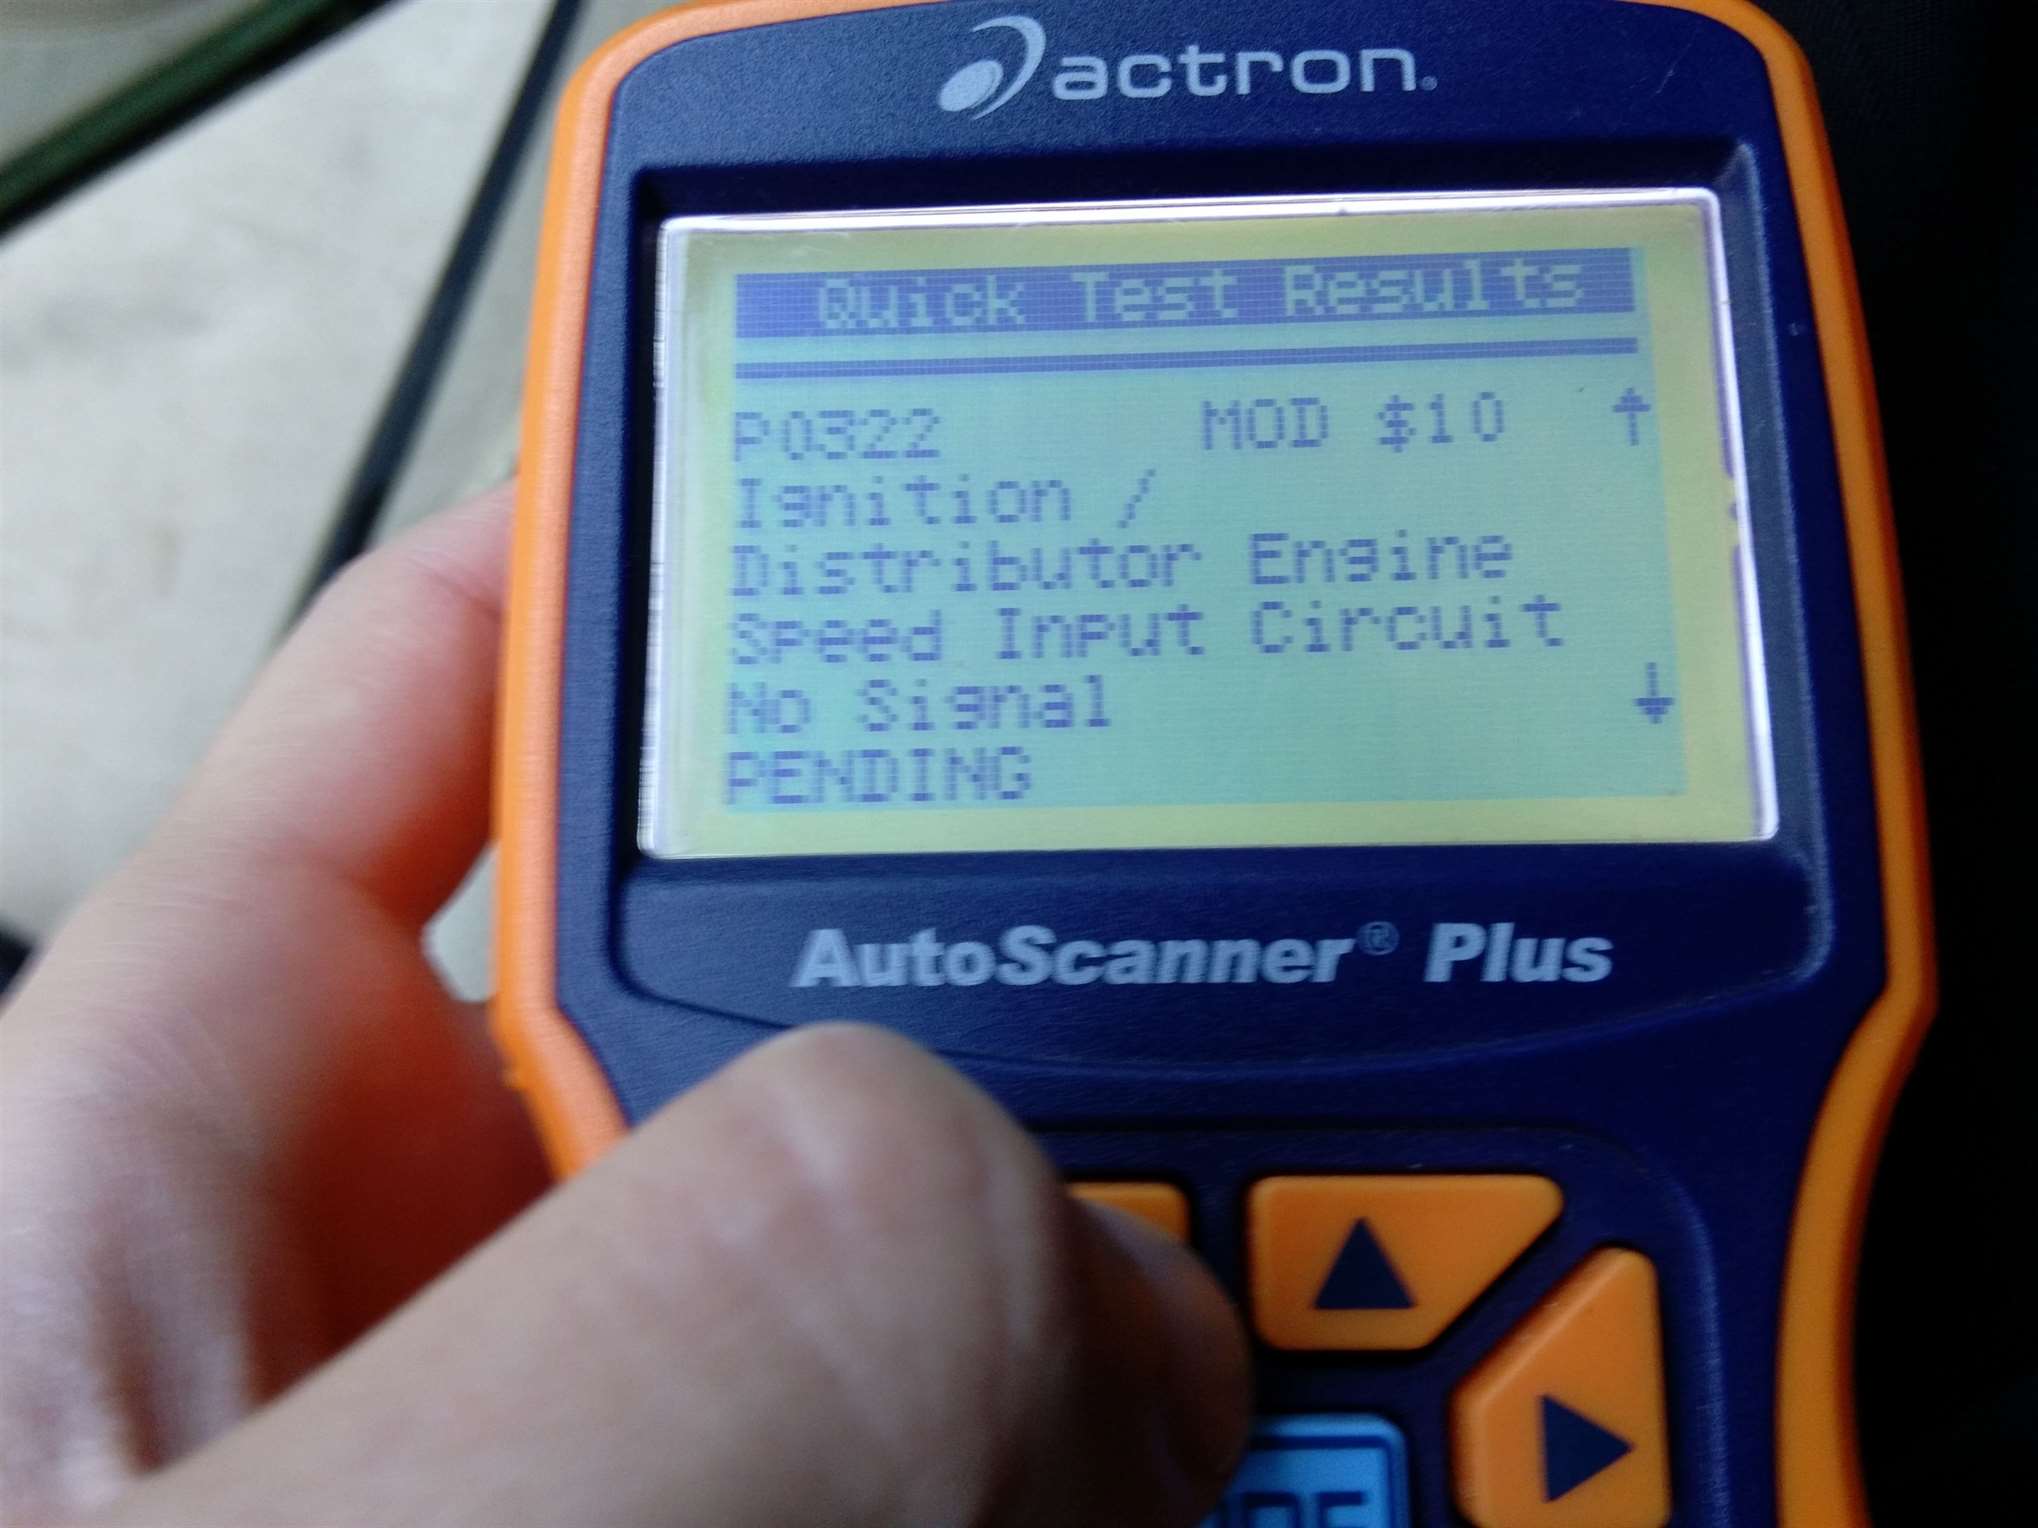 actron®
Quick Test Results
P0322 MOD $10 ↑
Ignition /
Distributor Engine
Speed Input Circuit
No Signal ↓
PENDING
AutoScanner® Plus